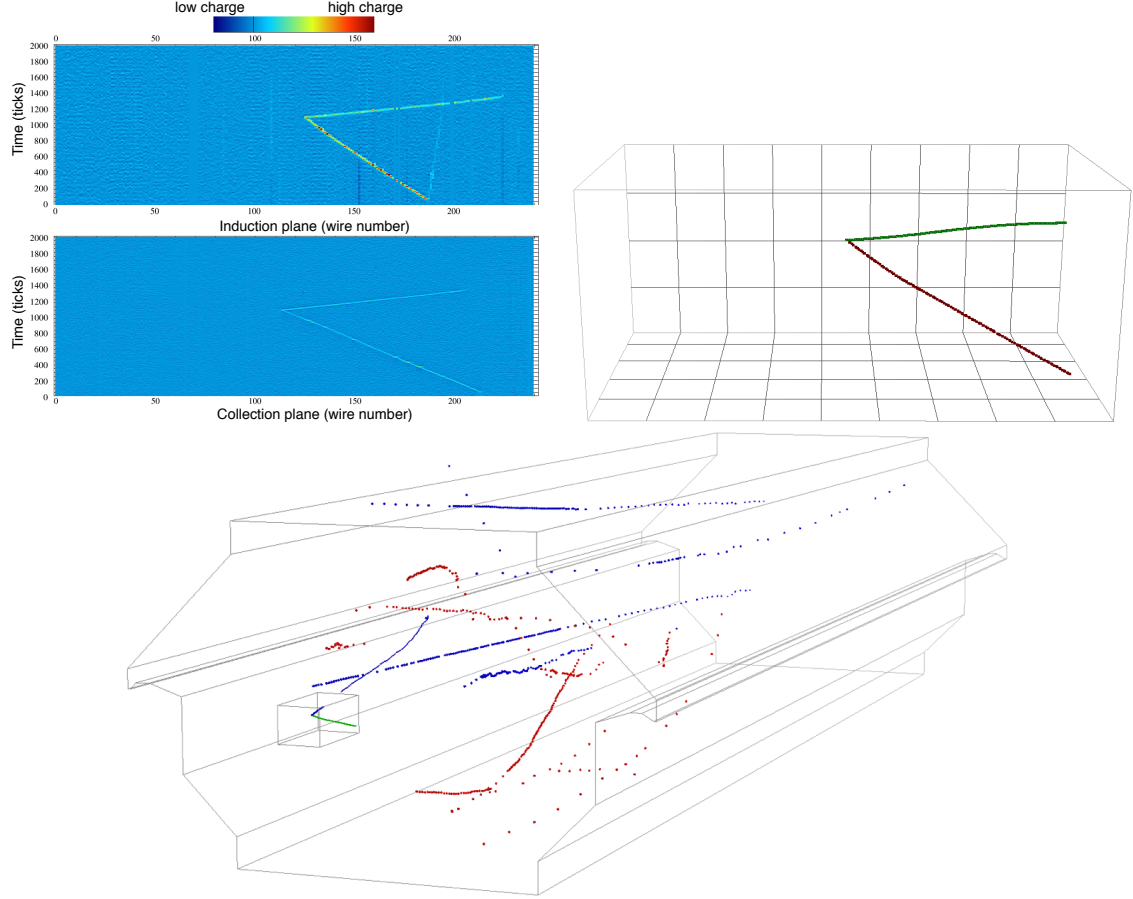 low charge high charge
100 150
0 50 200
2000
1800
1600
1400
1200
1000
800
600
400
200
0
Time (ticks)
0 50 100 150 200
Induction plane (wire number)
2000
1800
1600
1400
1200
1000
800
600
400
200
0
Time (ticks)
0 50 100 150 200
Collection plane (wire number)